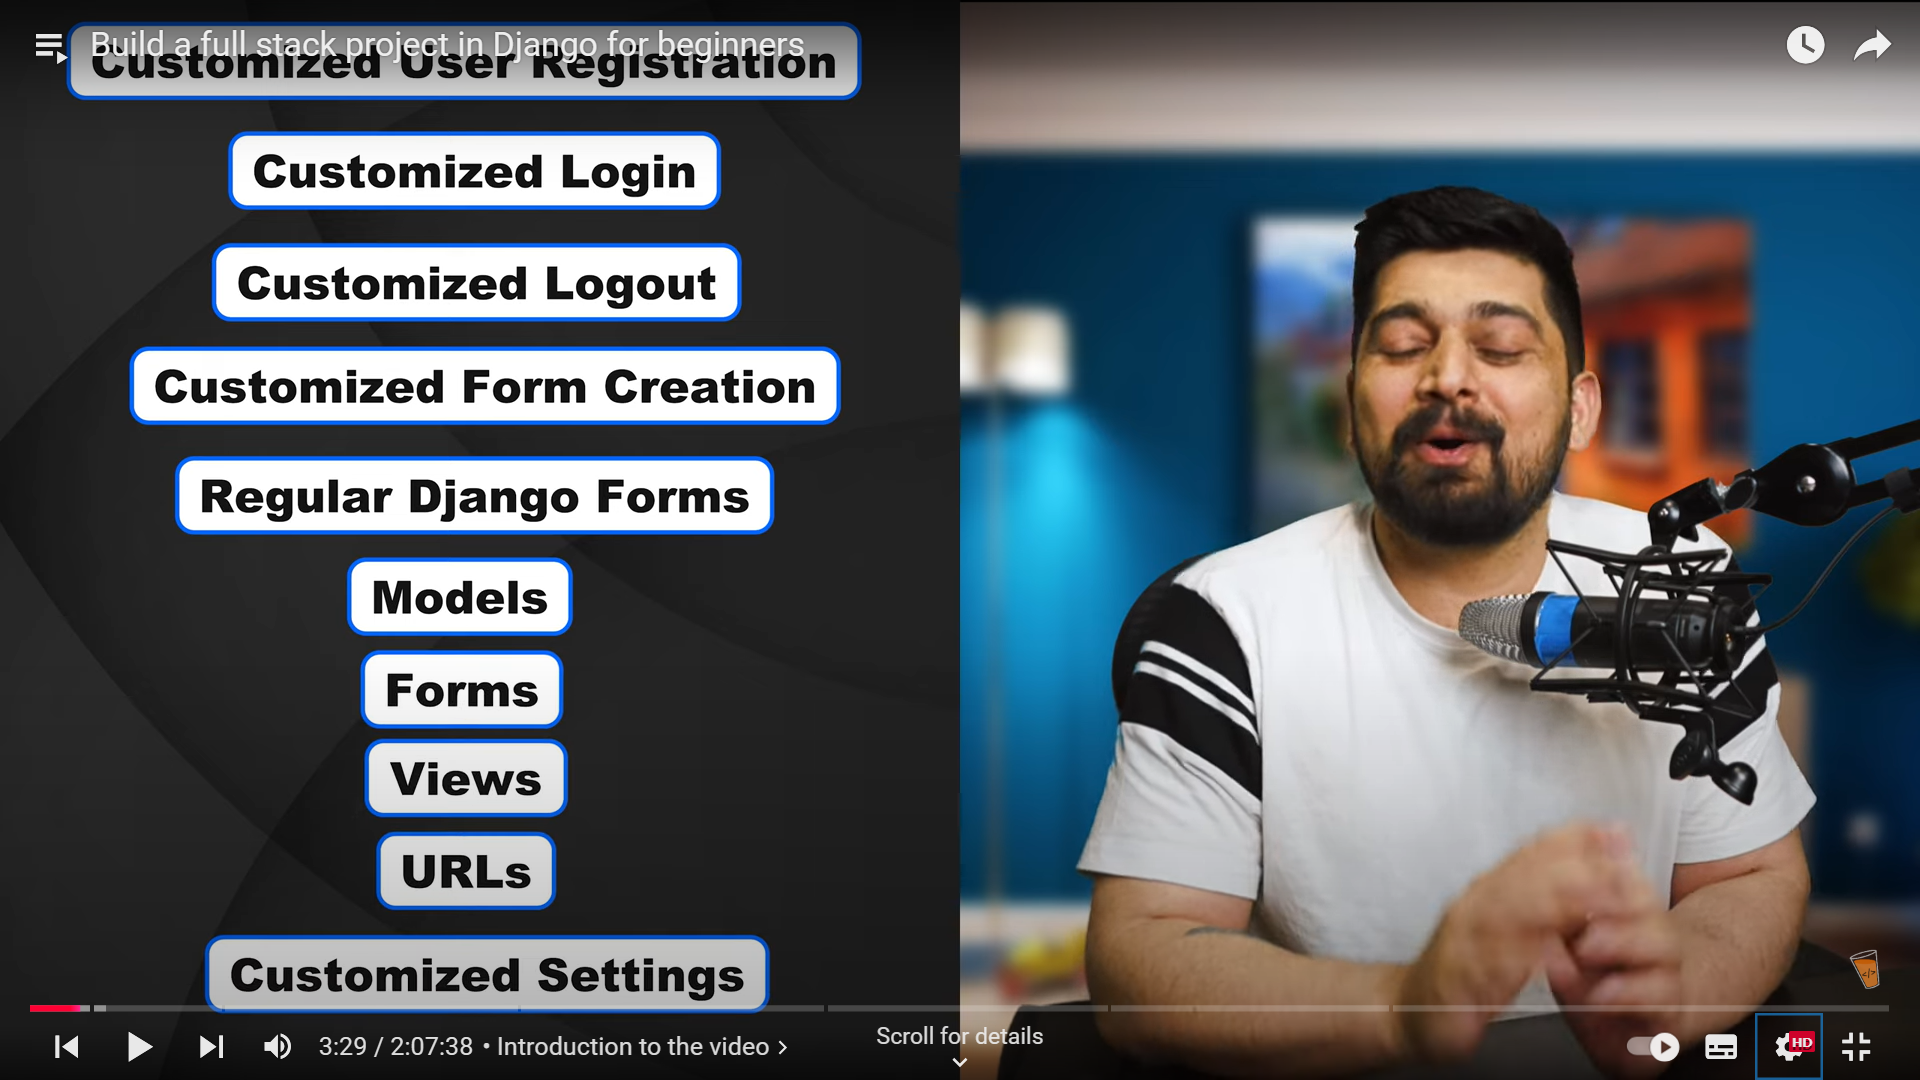 Build a full stack project in Django for beginners
Customized User Registration
Customized Login
Customized Logout
Customized Form Creation
Regular Django Forms
Models
Forms
Views
URLs
Customized Settings
</>
3:29 / 2:07:38 • Introduction to the video >
Scroll for details
HD